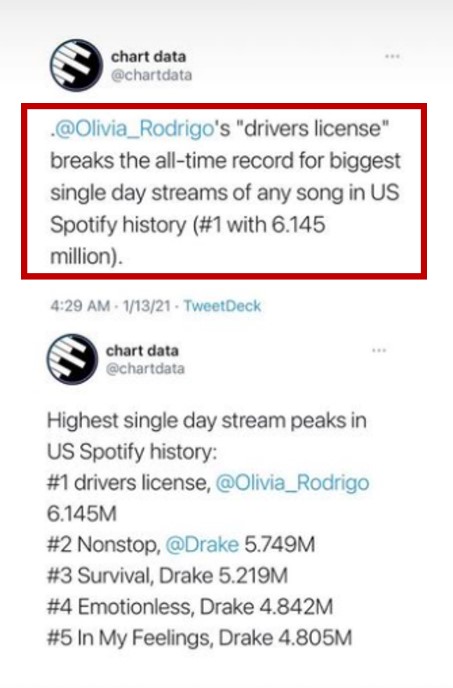 chart data
@chartdata
.@Olivia_Rodrigo's "drivers license"
breaks the all-time record for biggest
single day streams of any song in US
Spotify history (#1 with 6.145
million).
4:29 AM · 1/13/21 · TweetDeck
chart data
@chartdata
Highest single day stream peaks in
US Spotify history:
#1 drivers license, @Olivia_Rodrigo
6.145M
#2 Nonstop, @Drake 5.749M
#3 Survival, Drake 5.219M
#4 Emotionless, Drake 4.842M
#5 In My Feelings, Drake 4.805M